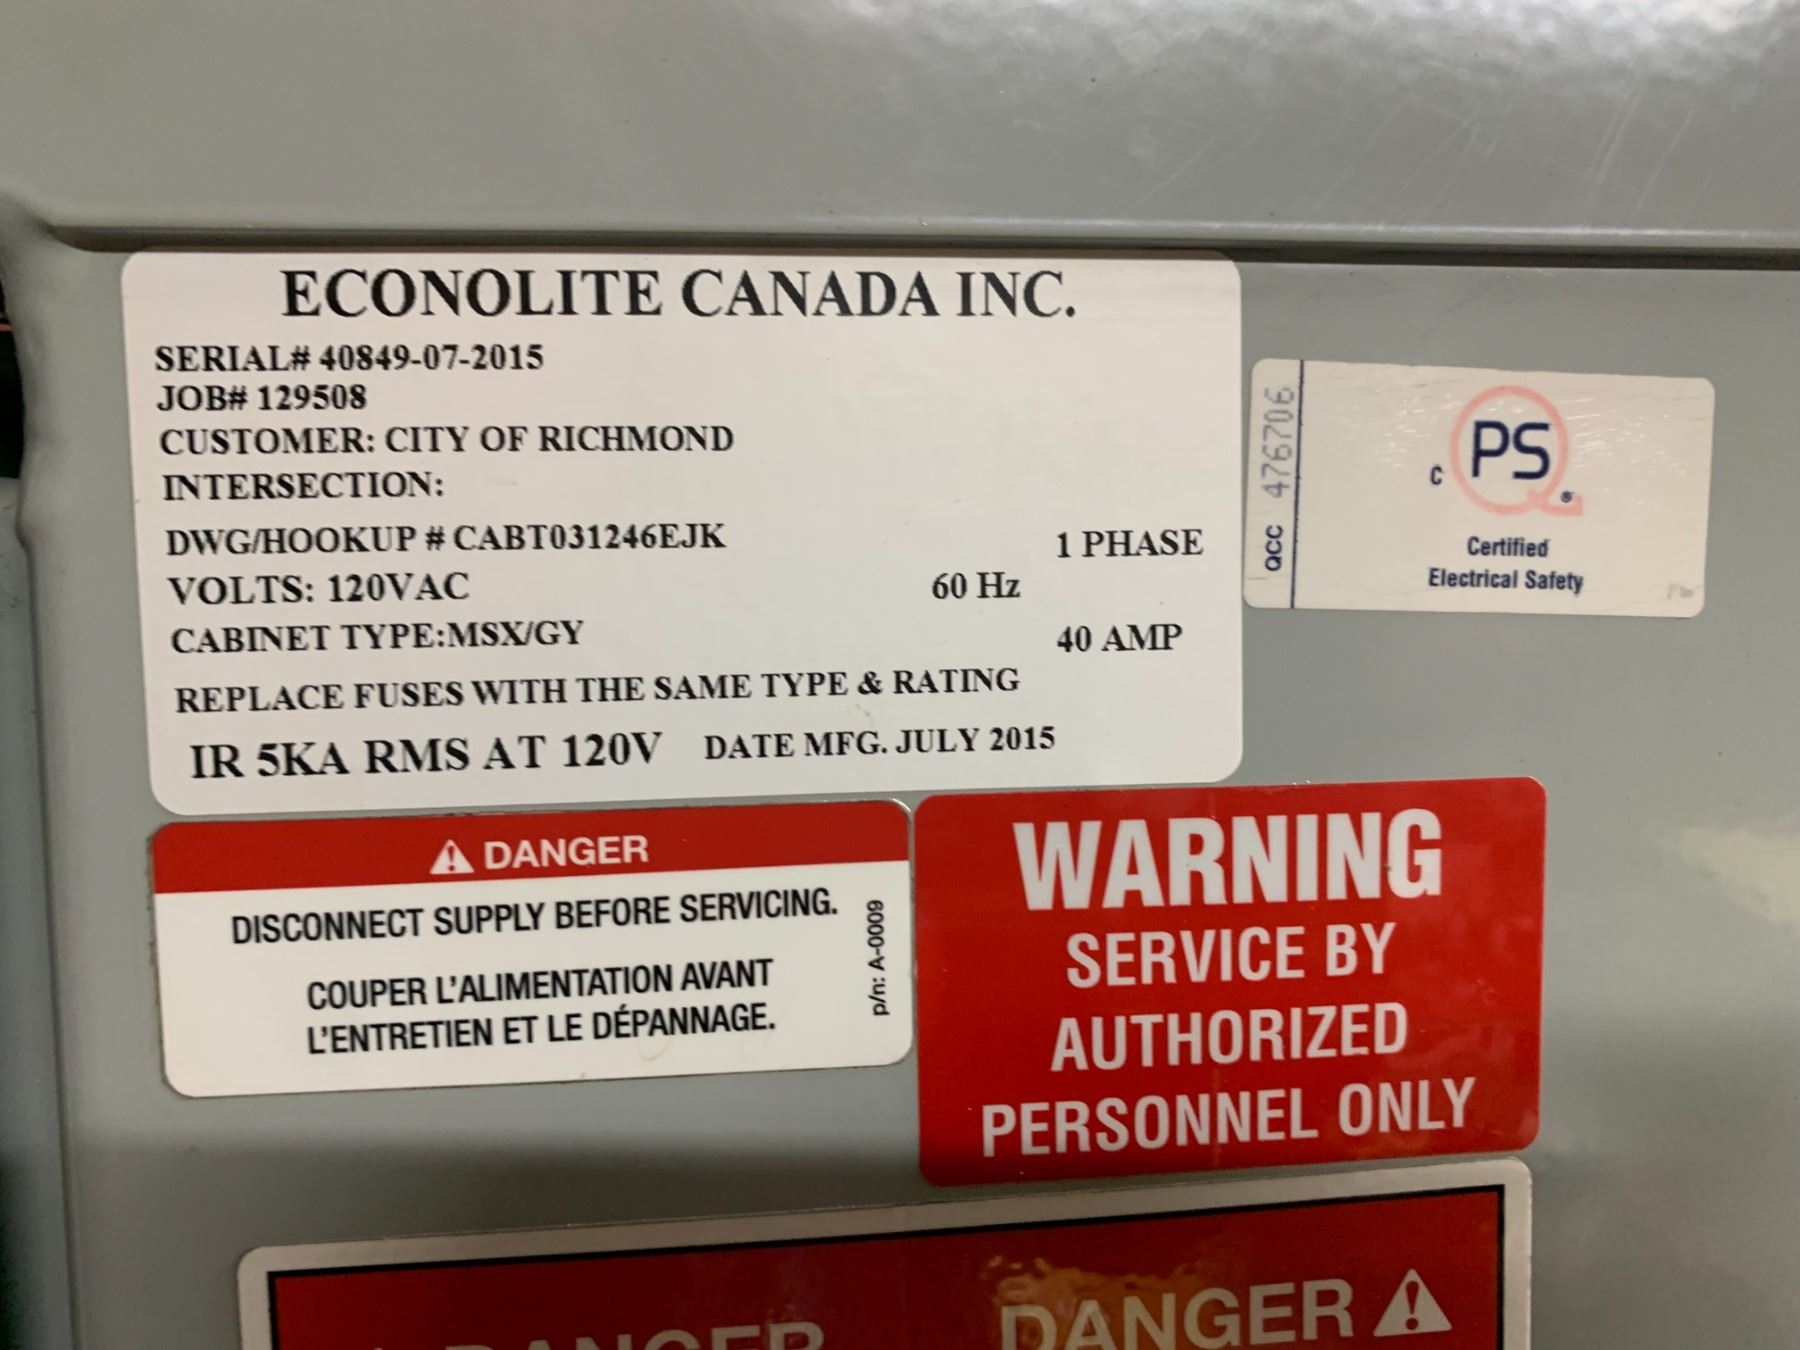 ECONOLITE CANADA INC.
SERIAL# 40849-07-2015
JOB# 129508
CUSTOMER: CITY OF RICHMOND
INTERSECTION:
DWG/HOOKUP # CABT031246EJK 1 PHASE
VOLTS: 120VAC 60 Hz
CABINET TYPE:MSX/GY 40 AMP
REPLACE FUSES WITH THE SAME TYPE & RATING
IR 5KA RMS AT 120V DATE MFG. JULY 2015
QCC 476706
C PS ®
Certified
Electrical Safety
⚠ DANGER
DISCONNECT SUPPLY BEFORE SERVICING.
COUPER L'ALIMENTATION AVANT
L'ENTRETIEN ET LE DÉPANNAGE.
p/n: A-0009
WARNING
SERVICE BY
AUTHORIZED
PERSONNEL ONLY
DANGER DANGER ⚠